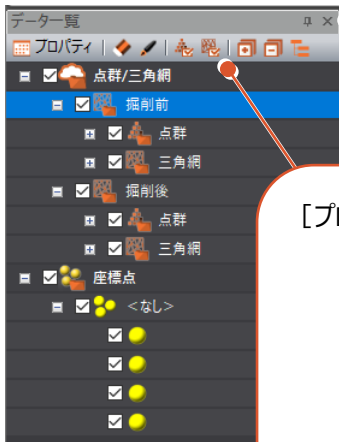 データ一覧
プロパティ
点群/三角網
掘削前
点群
三角網
掘削後
点群
三角網
座標点
<なし>
[プ